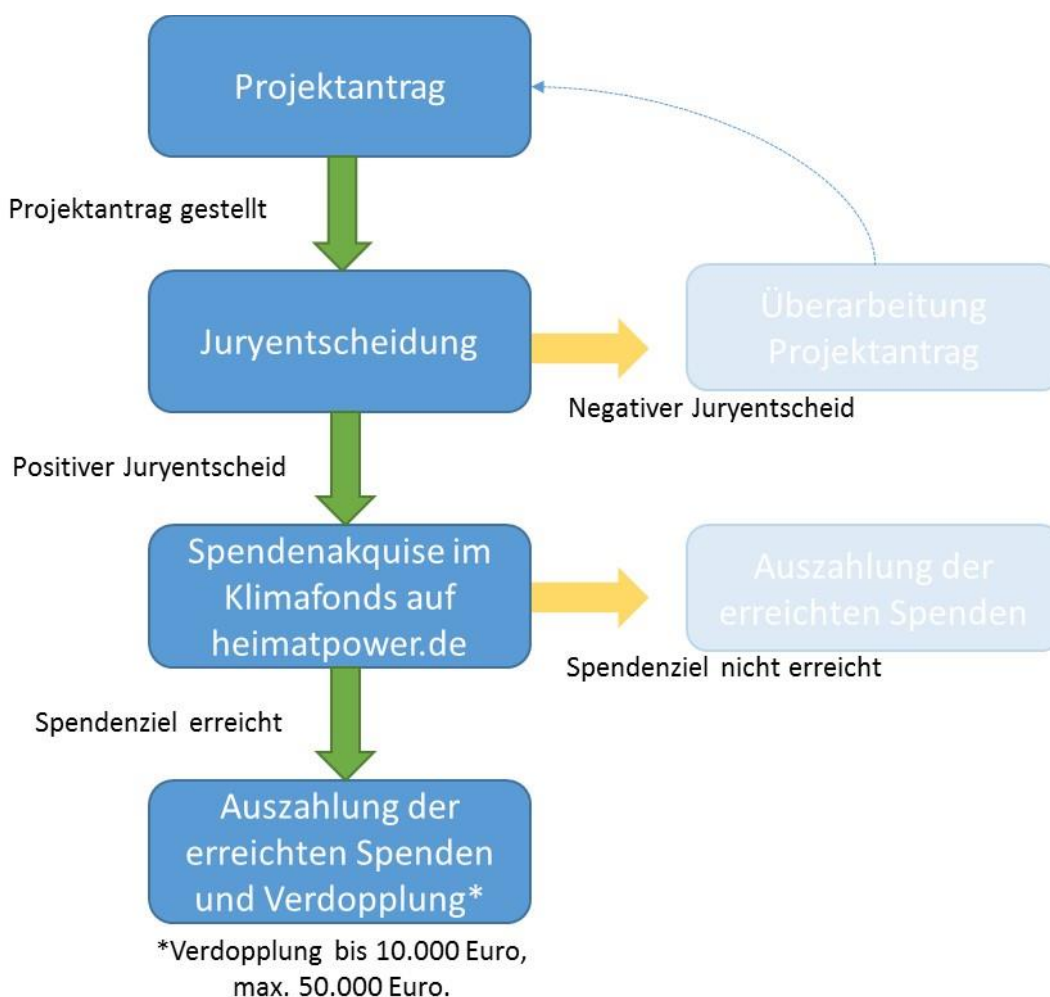 Projektantrag
Projektantrag gestellt
Juryentscheidung
Überarbeitung
Projektantrag
Negativer Juryentscheid
Positiver Juryentscheid
Spendenakquise im
Klimafonds auf
heimatpower.de
Auszahlung der
erreichten Spenden
Spendenziel nicht erreicht
Spendenziel erreicht
Auszahlung der
erreichten Spenden
und Verdopplung*
*Verdopplung bis 10.000 Euro,
max. 50.000 Euro.